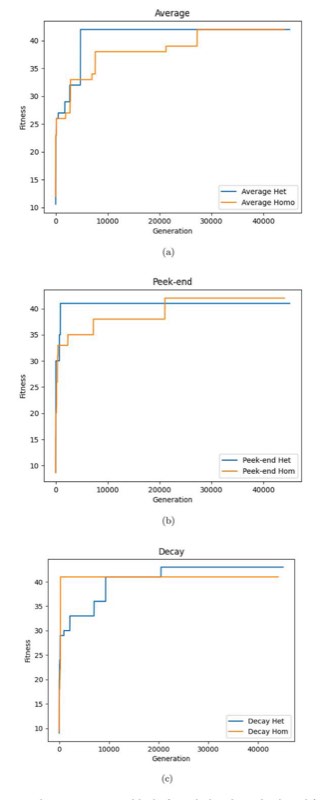 Average
40
35
30
25
20
15
10
Fitness
0 10000 20000 30000 40000
Generation
Average Het
Average Homo
(a)
Peek-end
40
35
30
25
20
15
10
Fitness
0 10000 20000 30000 40000
Generation
Peek-end Het
Peek-end Hom
(b)
Decay
40
35
30
25
20
15
10
Fitness
0 10000 20000 30000 40000
Generation
Decay Het
Decay Hom
(c)